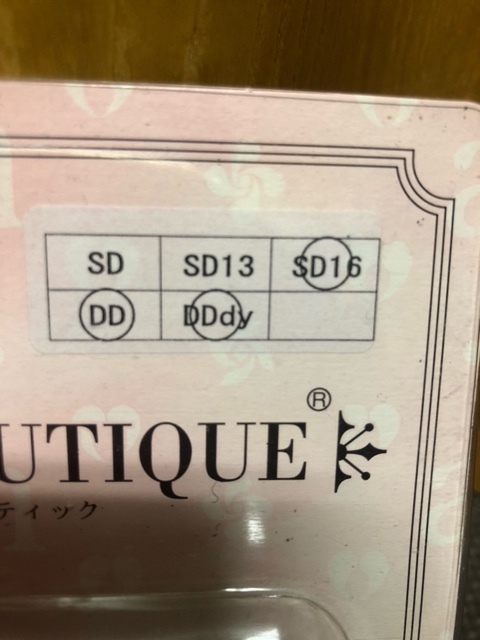 SD SD13 SD16
DD DDdy
UTIQUE®
ティック